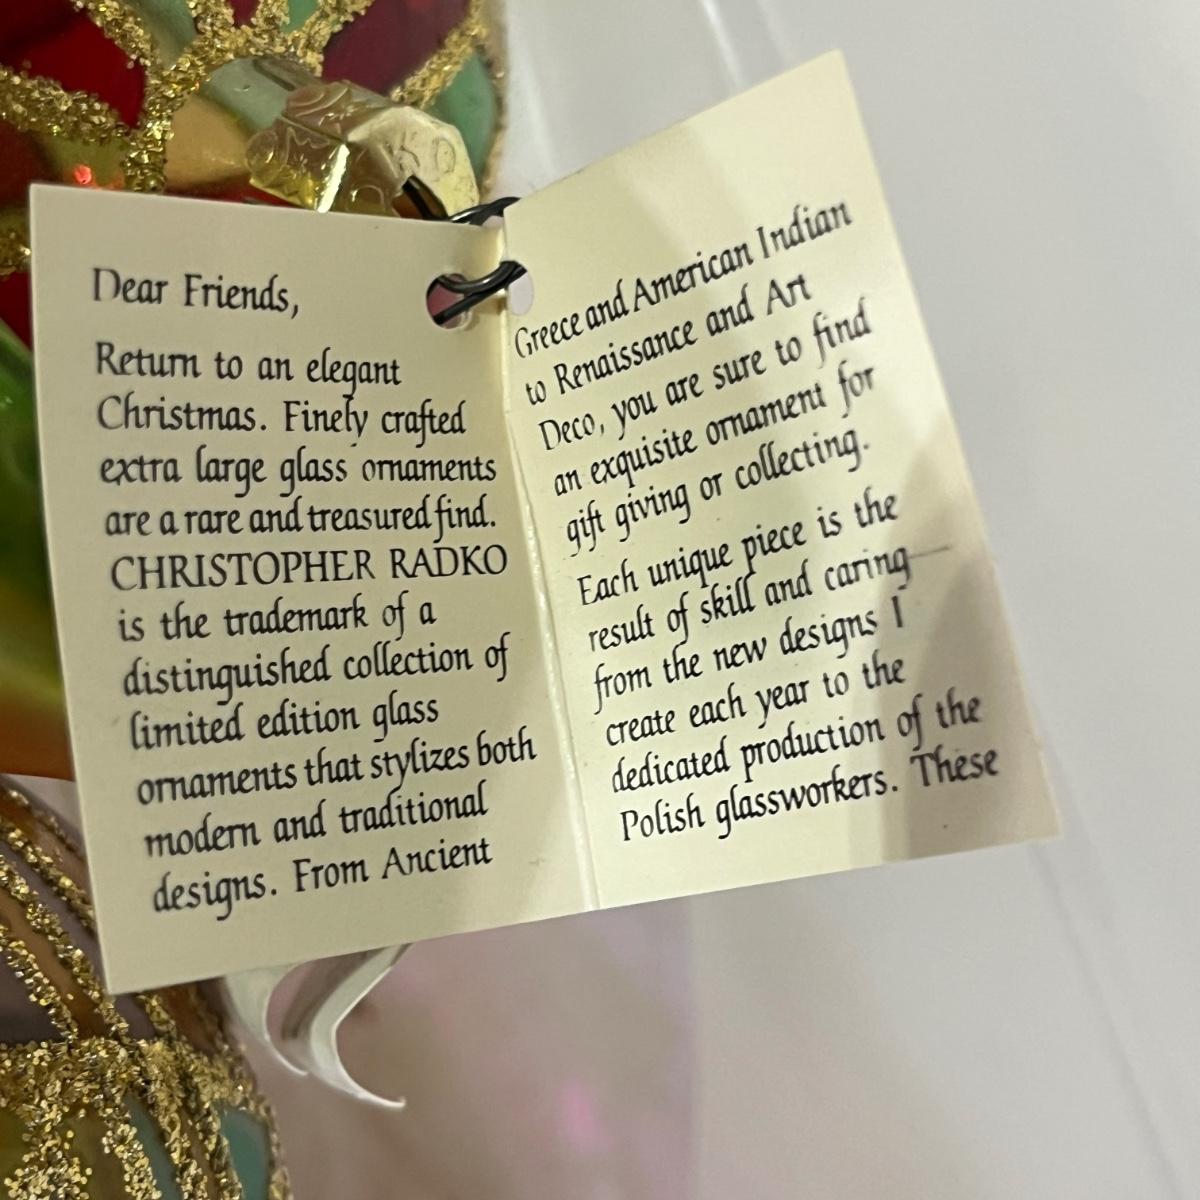 RADKO
Dear Friends,
Return to an elegant
Christmas. Finely crafted
extra large glass ornaments
are a rare and treasured find.
CHRISTOPHER RADKO
is the trademark of a
distinguished collection of
limited edition glass
ornaments that stylizes both
modern and traditional
designs. From Ancient
Greece and American Indian
to Renaissance and Art
Deco, you are sure to find
an exquisite ornament for
gift giving or collecting.
Each unique piece is the
result of skill and caring—
from the new designs I
create each year to the
dedicated production of the
Polish glassworkers. These